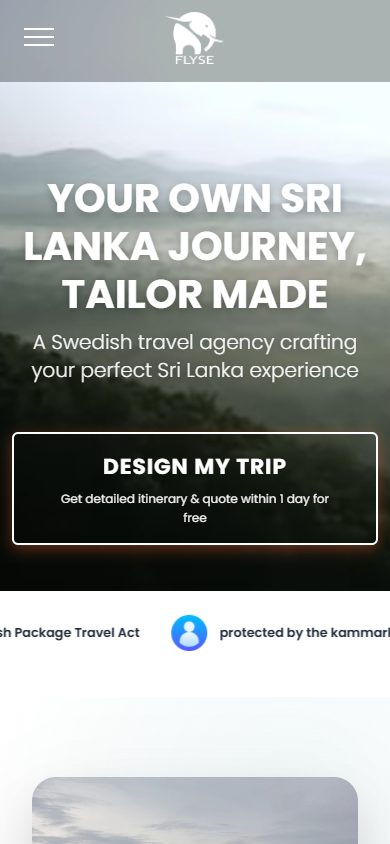 FLYSE
YOUR OWN SRI
LANKA JOURNEY,
TAILOR MADE
A Swedish travel agency crafting
your perfect Sri Lanka experience
DESIGN MY TRIP
Get detailed itinerary & quote within 1 day for
free
sh Package Travel Act
protected by the kammarl